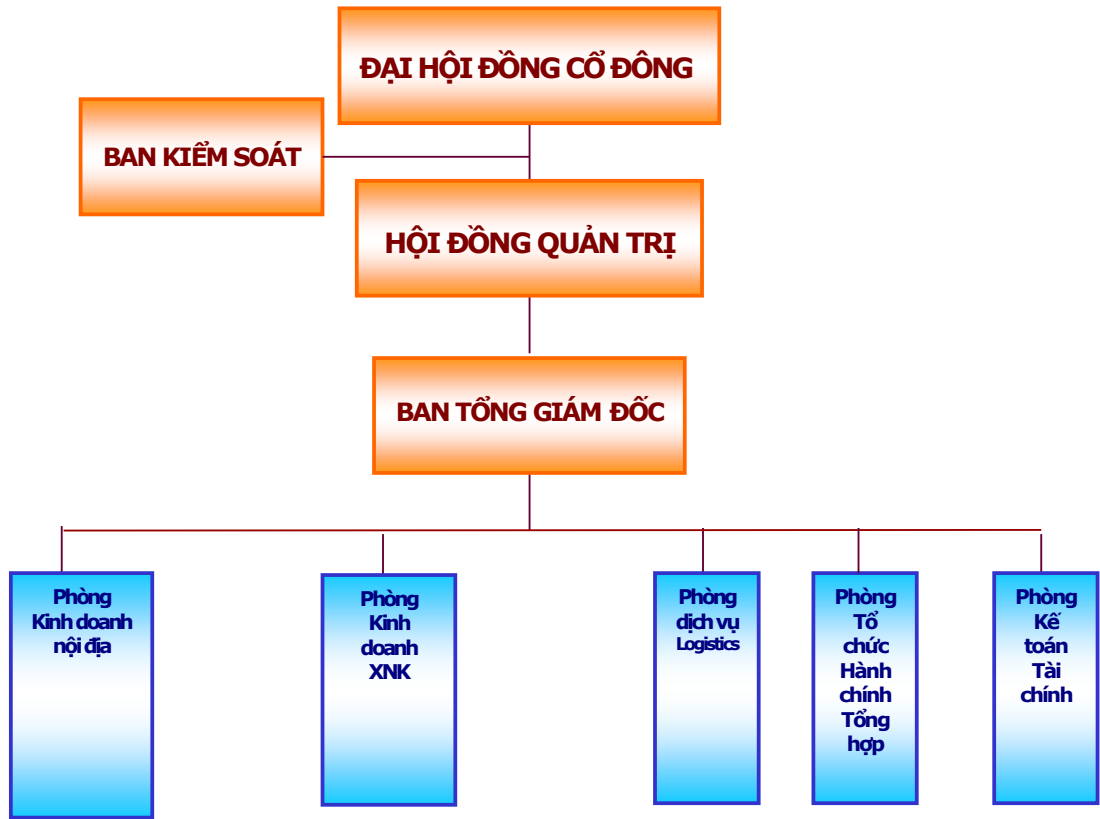 ĐẠI HỘI ĐỒNG CỔ ĐÔNG
BAN KIỂM SOÁT
HỘI ĐỒNG QUẢN TRỊ
BAN TỔNG GIÁM ĐỐC
Phòng
Kinh doanh
nội địa
Phòng
Kinh
doanh
XNK
Phòng
dịch vụ
Logistics
Phòng
Tổ
chức
Hành
chính
Tổng
hợp
Phòng
Kế
toán
Tài
chính